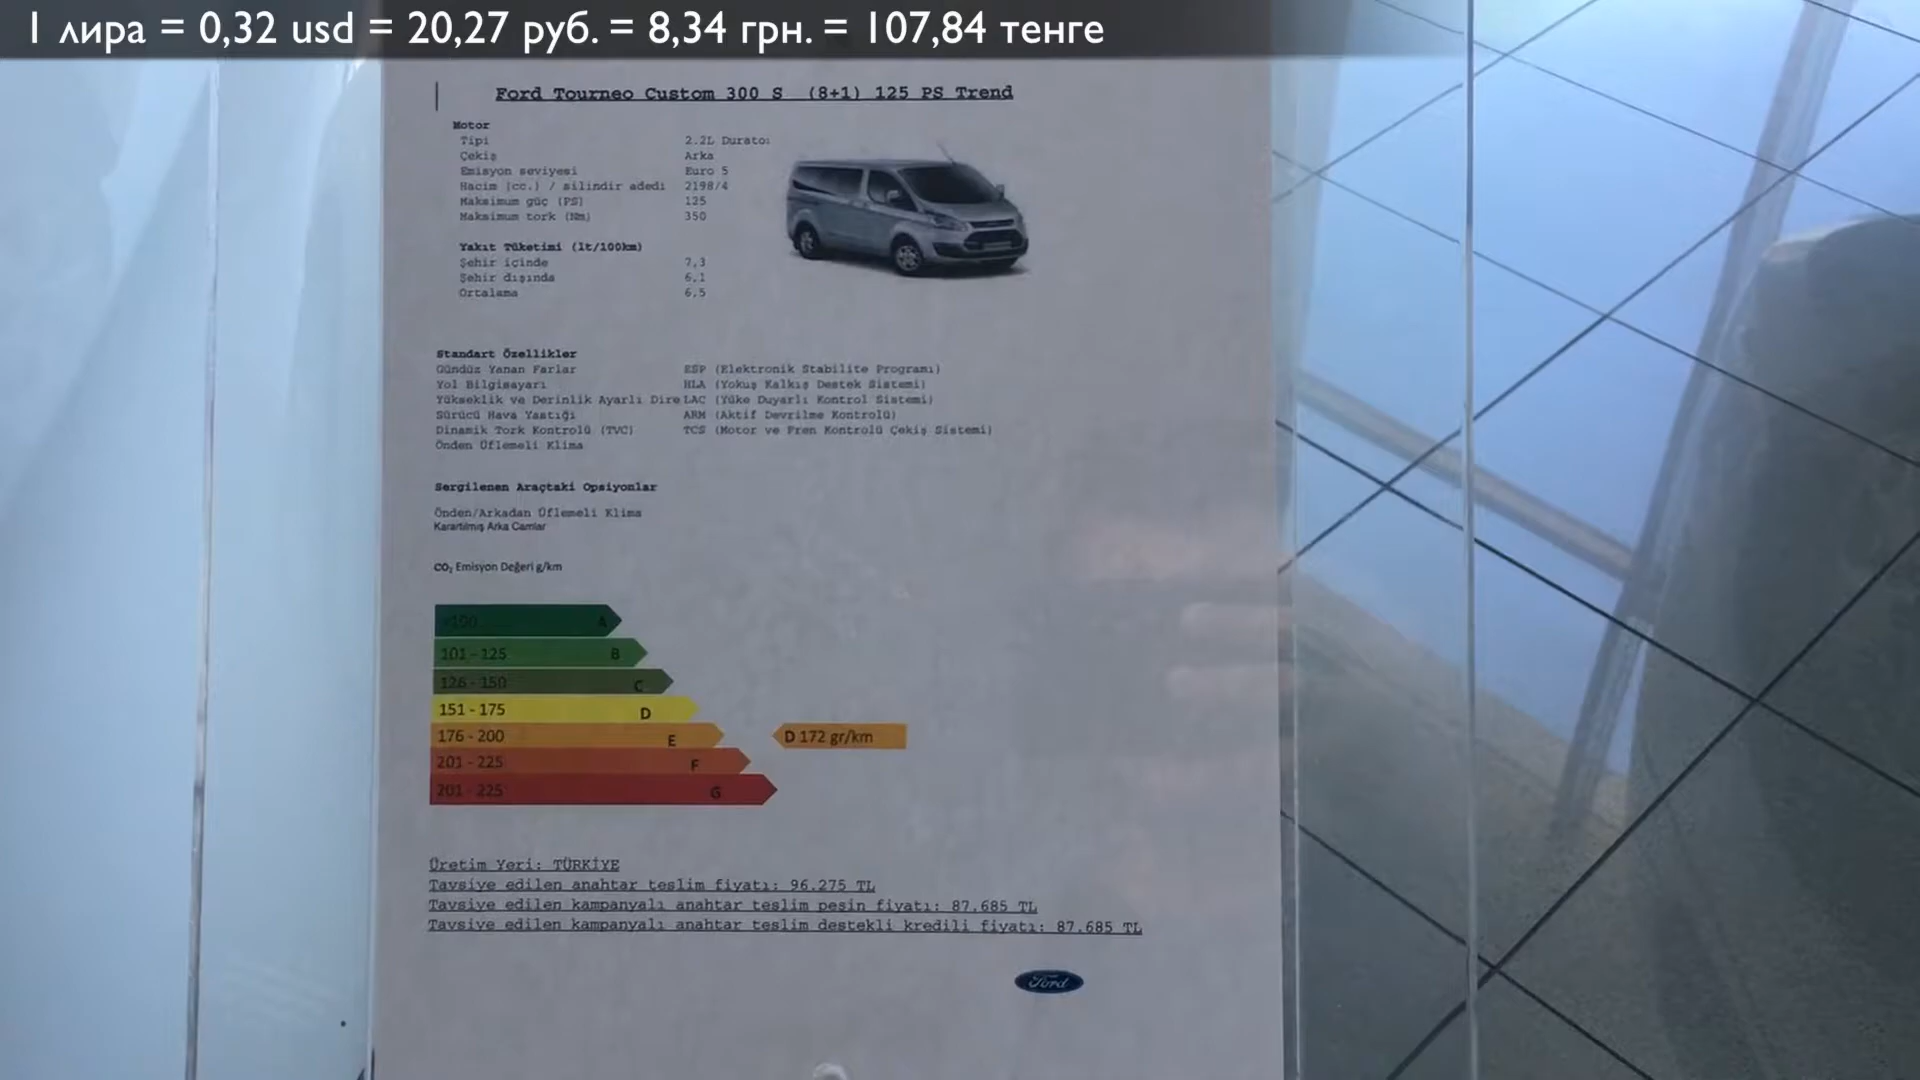 1 лира = 0,32 usd = 20,27 руб. = 8,34 грн. = 107,84 тенге
Ford Tourneo Custom 300 S (8+1) 125 PS Trend
Motor
Tipi 2.2L Durato
Çekiş Arka
Emisyon seviyesi Euro 5
Hacim (cc.) / silindir adedi 2198/4
Maksimum güç (PS) 125
Maksimum tork (Nm) 350
Yakıt Tüketimi (lt/100km)
Şehir içinde 7,3
Şehir dışında 6,1
Ortalama 6,5
Standart Özellikler
Gündüz Yanan Farlar ESP (Elektronik Stabilite Programı)
Yol Bilgisayarı HLA (Yokuş Kalkış Destek Sistemi)
Yükseklik ve Derinlik Ayarlı Dire LAC (Yüke Duyarlı Kontrol Sistemi)
Sürücü Hava Yastığı ARM (Aktif Devrilme Kontrolü)
Dinamik Tork Kontrolü (TVC) TCS (Motor ve Fren Kontrolü Çekiş Sistemi)
Önden Üflemeli Klima
Sergilenen Araçtaki Opsiyonlar
Önden/Arkadan Üflemeli Klima
Karartılmış Arka Camlar
CO₂ Emisyon Değeri g/km
<100 A
101 - 125 B
126 - 150 C
151 - 175 D
176 - 200 E D 172 gr/km
201 - 225 F
201 - 225 G
Üretim Yeri: TÜRKİYE
Tavsiye edilen anahtar teslim fiyatı: 96.275 TL
Tavsiye edilen kampanyalı anahtar teslim peşin fiyatı: 87.685 TL
Tavsiye edilen kampanyalı anahtar teslim destekli kredili fiyatı: 87.685 TL
Ford